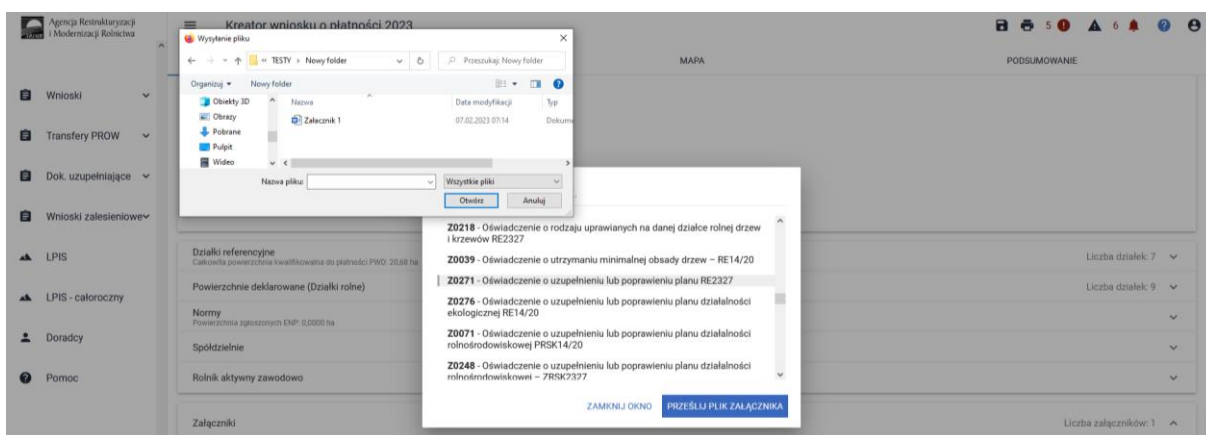 Agencja Restrukturyzacji
i Modernizacji Rolnictwa
Kreator wniosku o płatności 2023
5
6
MAPA
PODSUMOWANIE
Wnioski
Transfery PROW
Dok. uzupełniające
Wnioski zalesieniowe
LPIS
LPIS - całoroczny
Doradcy
Pomoc
Wysyłanie pliku
« TESTY › Nowy folder
Przeszukaj: Nowy folder
Organizuj
Nowy folder
Obiekty 3D
Obrazy
Pobrane
Pulpit
Wideo
Nazwa
Data modyfikacji
Typ
Załacznik 1
07.02.2023 07:14
Dokume
Nazwa pliku:
Wszystkie pliki
Otwórz
Anuluj
Z0218 - Oświadczenie o rodzaju uprawianych na danej działce rolnej drzew
i krzewów RE2327
Z0039 - Oświadczenie o utrzymaniu minimalnej obsady drzew – RE14/20
Z0271 - Oświadczenie o uzupełnieniu lub poprawieniu planu RE2327
Z0276 - Oświadczenie o uzupełnieniu lub poprawieniu planu działalności
ekologicznej RE14/20
Z0071 - Oświadczenie o uzupełnieniu lub poprawieniu planu działalności
rolnośrodowiskowej PRSK14/20
Z0248 - Oświadczenie o uzupełnieniu lub poprawieniu planu działalności
rolnośrodowiskowej – ZRSK2327
ZAMKNIJ OKNO
PRZEŚLIJ PLIK ZAŁĄCZNIKA
Działki referencyjne
Całkowita powierzchnia kwalifikowalna do płatności PWD: 20,68 ha
Liczba działek: 7
Powierzchnie deklarowane (Działki rolne)
Liczba działek: 9
Normy
Powierzchnia zgłoszonych ENP: 0,0000 ha
Spółdzielnie
Rolnik aktywny zawodowo
Załączniki
Liczba załączników: 1